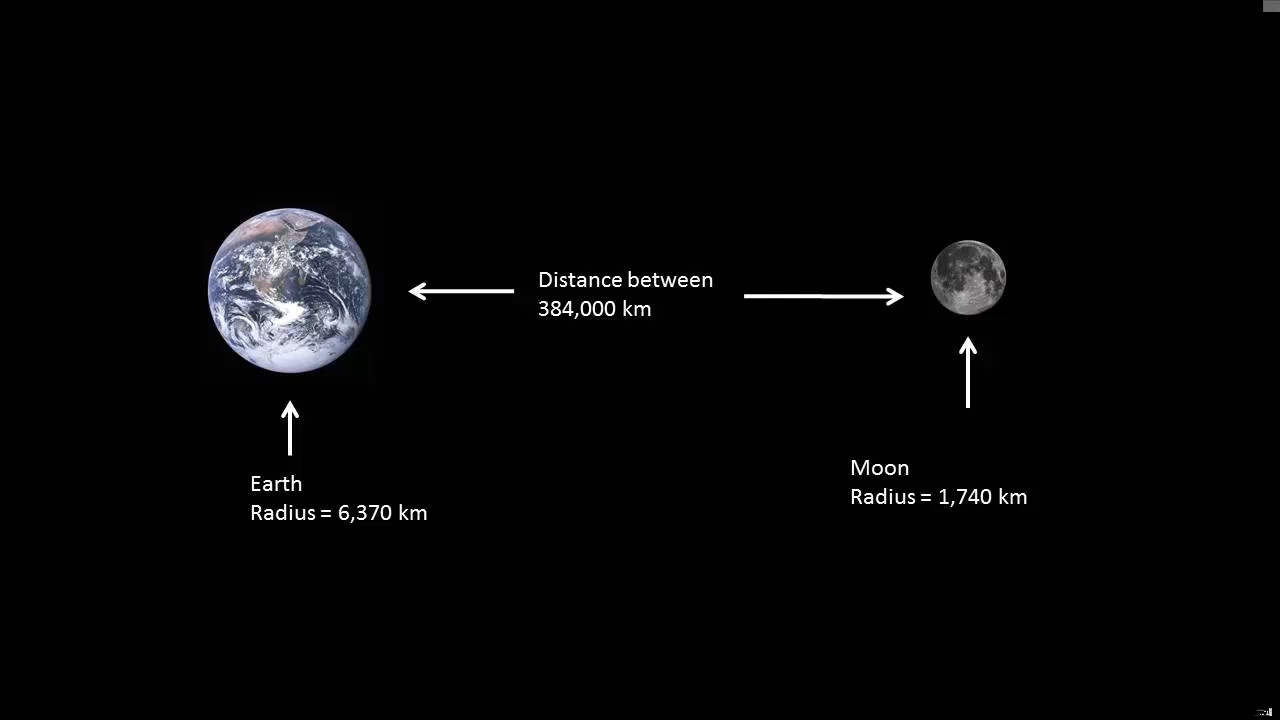 Distance between
384,000 km
Earth
Radius = 6,370 km
Moon
Radius = 1,740 km